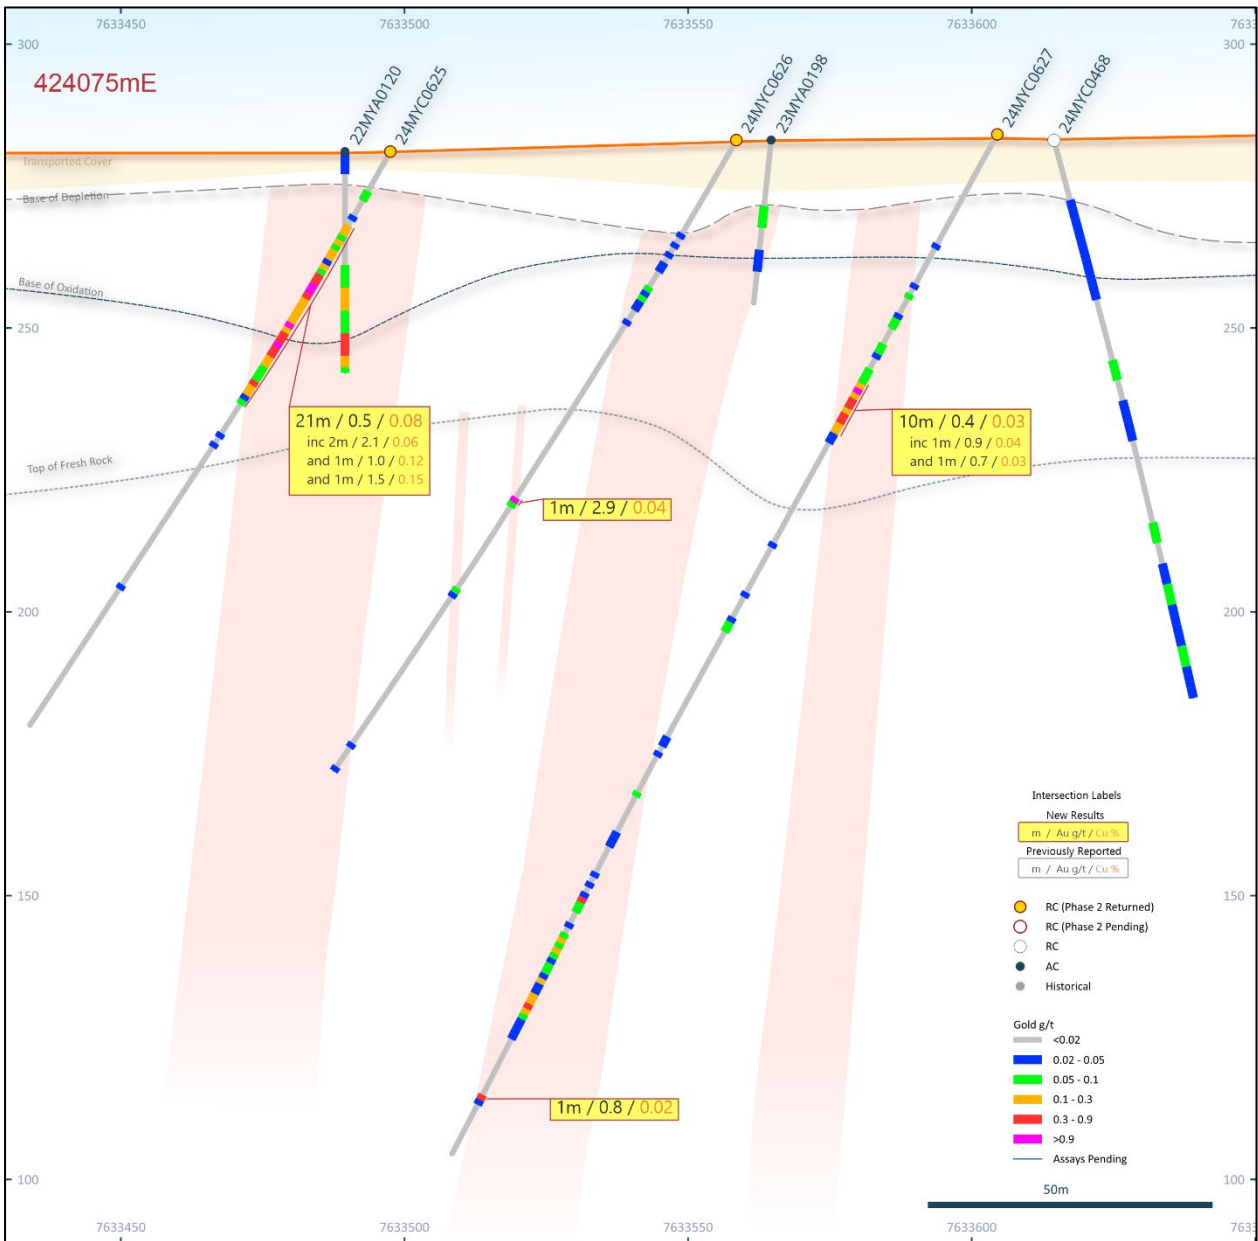 7633450 7633500 7633550 7633600 7633
300 300
424075mE
22MYA0120
24MYC0625
24MYC0626
23MYA0198
24MYC0627
24MYC0468
Transported Cover
Base of Depletion
Base of Oxidation
250 250
21m / 0.5 / 0.08
inc 2m / 2.1 / 0.06
and 1m / 1.0 / 0.12
and 1m / 1.5 / 0.15
10m / 0.4 / 0.03
inc 1m / 0.9 / 0.04
and 1m / 0.7 / 0.03
Top of Fresh Rock
1m / 2.9 / 0.04
200 200
150 150
1m / 0.8 / 0.02
Intersection Labels
New Results
m / Au g/t / Cu %
Previously Reported
m / Au g/t / Cu %
RC (Phase 2 Returned)
RC (Phase 2 Pending)
RC
AC
Historical
Gold g/t
<0.02
0.02 - 0.05
0.05 - 0.1
0.1 - 0.3
0.3 - 0.9
>0.9
Assays Pending
100 100
50m
7633450 7633500 7633550 7633600 7633